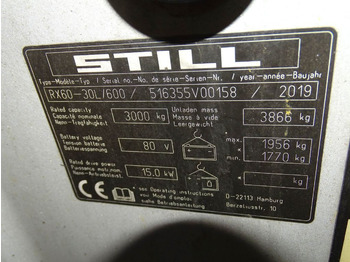 STILL
Type-Modèle-Typ / Serial no.-No. de série-Serien-Nr. / year-année-Baujahr
RX60-30L/600 / 516355V00158 / 2019
Rated capacity
Capacité nominale
Nenn-Tragfähigkeit
3000 kg
Unladen mass
Masse à vide
Leergewicht
3866 kg
Battery voltage
Tension batterie
Batteriespannung
80 V
max. 1956 kg
min. 1770 kg
Rated drive power
Puissance motr. nom.
Nenn-Antriebsleist.
15.0 kW
CE
see Operating instructions
voir Mode d'emploi
siehe Betriebsanleitung
D-22113 Hamburg
Berzeliusstr. 10